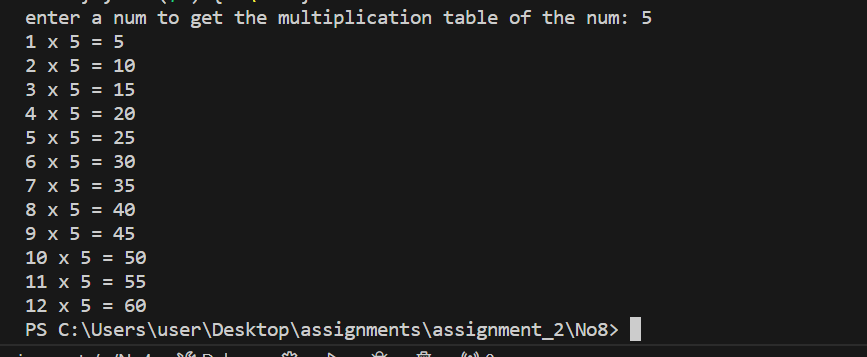 enter a num to get the multiplication table of the num: 5
1 x 5 = 5
2 x 5 = 10
3 x 5 = 15
4 x 5 = 20
5 x 5 = 25
6 x 5 = 30
7 x 5 = 35
8 x 5 = 40
9 x 5 = 45
10 x 5 = 50
11 x 5 = 55
12 x 5 = 60
PS C:\Users\user\Desktop\assignments\assignment_2\No8>